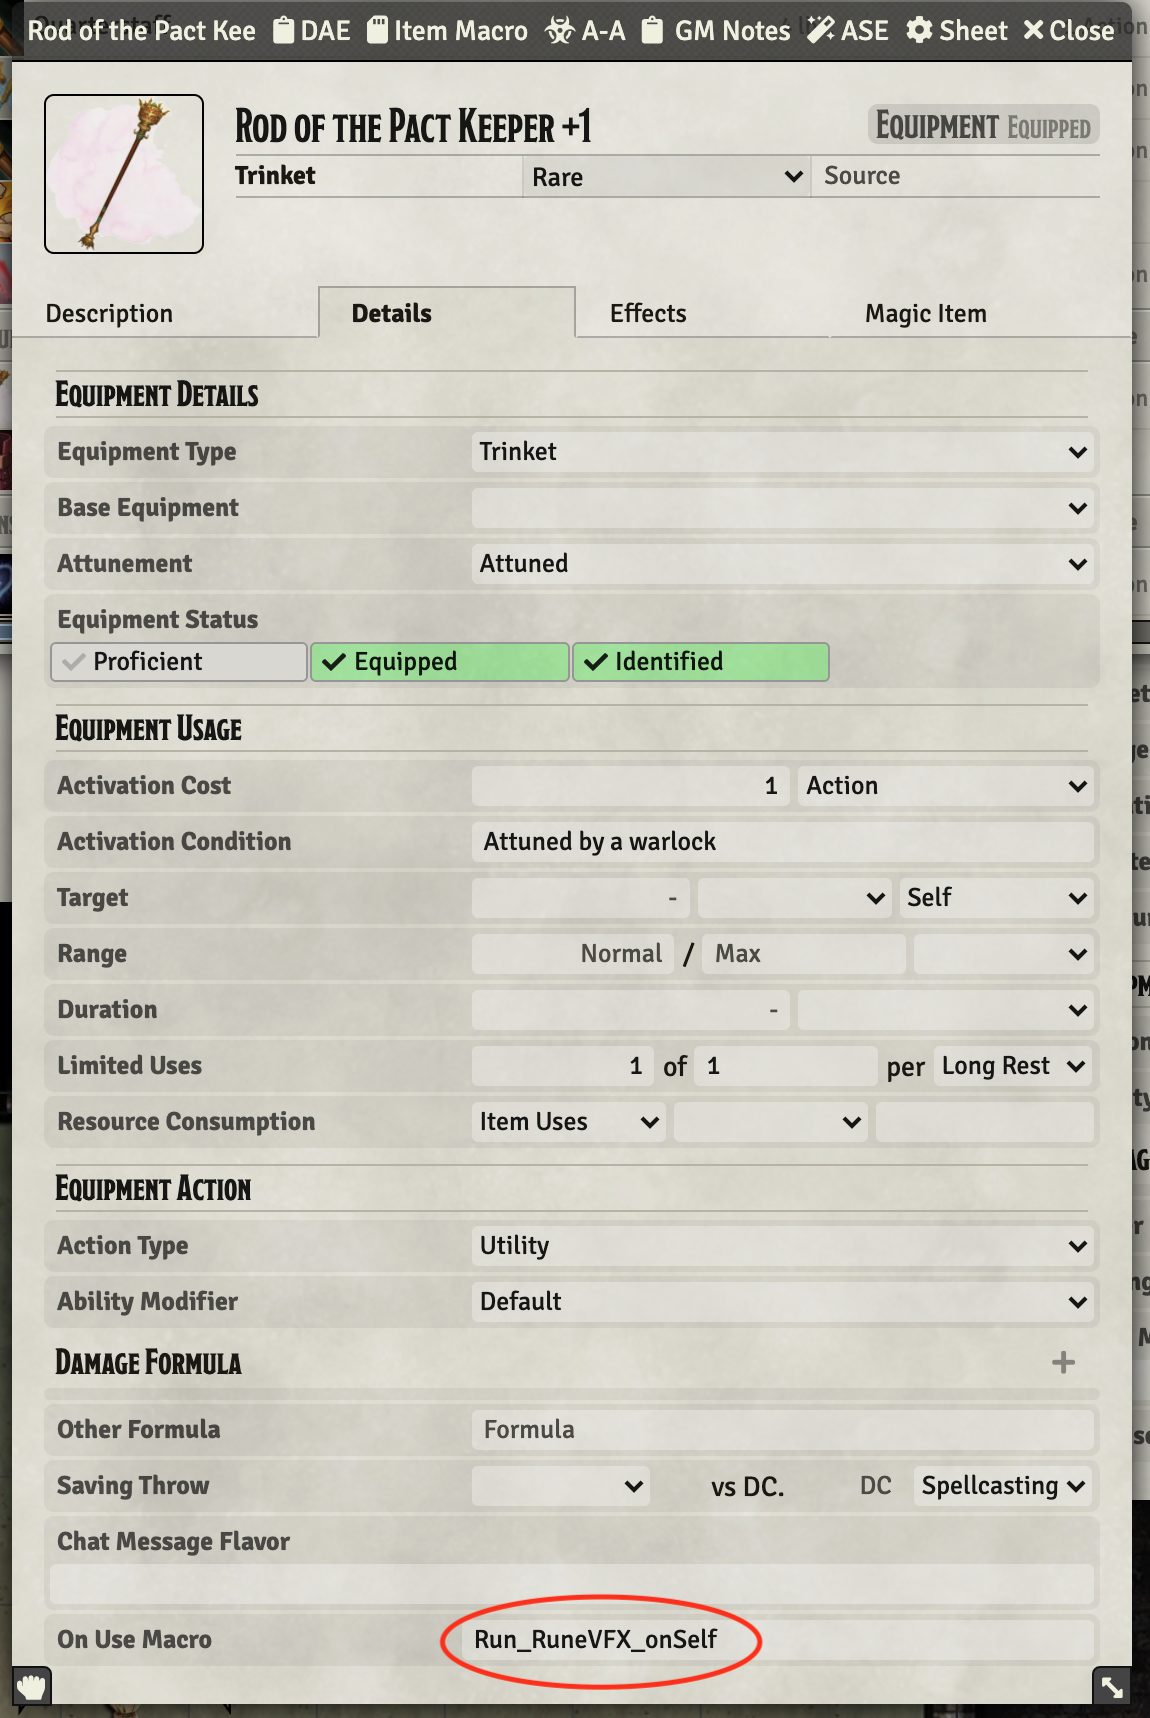 Rod of the Pact Kee DAE Item Macro A-A GM Notes ASE Sheet Close
Rod of the Pact Keeper +1
Equipment Equipped
Trinket Rare Source
Description Details Effects Magic Item
Equipment Details
Equipment Type Trinket
Base Equipment
Attunement Attuned
Equipment Status
Proficient Equipped Identified
Equipment Usage
Activation Cost 1 Action
Activation Condition Attuned by a warlock
Target - Self
Range Normal / Max
Duration -
Limited Uses 1 of 1 per Long Rest
Resource Consumption Item Uses
Equipment Action
Action Type Utility
Ability Modifier Default
Damage Formula
Other Formula Formula
Saving Throw vs DC. DC Spellcasting
Chat Message Flavor
On Use Macro Run_RuneVFX_onSelf